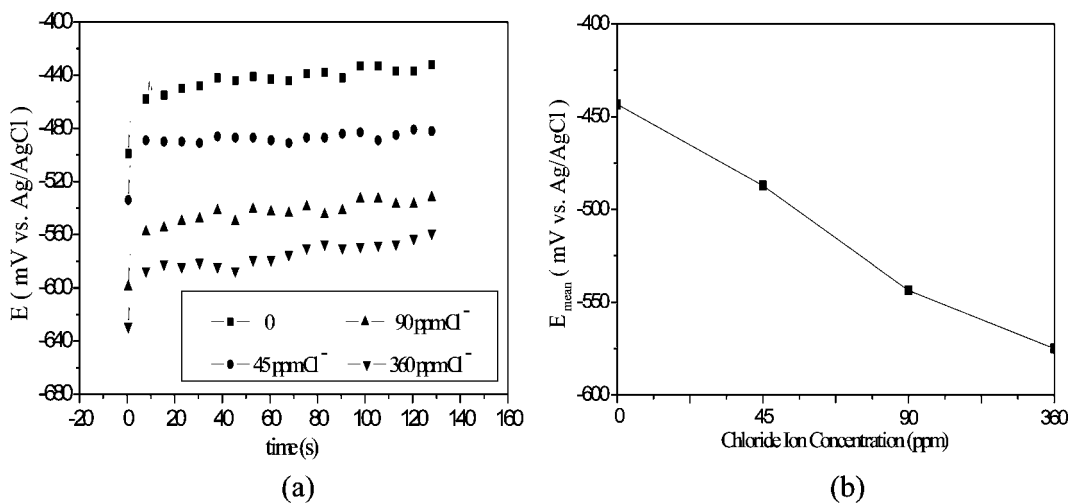 -400
-440
-480
-520
-560
-600
-640
-680
E ( mV vs. Ag/AgCl)
-20 0 20 40 60 80 100 120 140 160
time (s)
0
90 ppmCl⁻
45 ppmCl⁻
360 ppmCl⁻
(a)
-400
-450
-500
-550
-600
E mean ( mV vs. Ag/AgCl)
0 45 90 360
Chloride Ion Concentration (ppm)
(b)